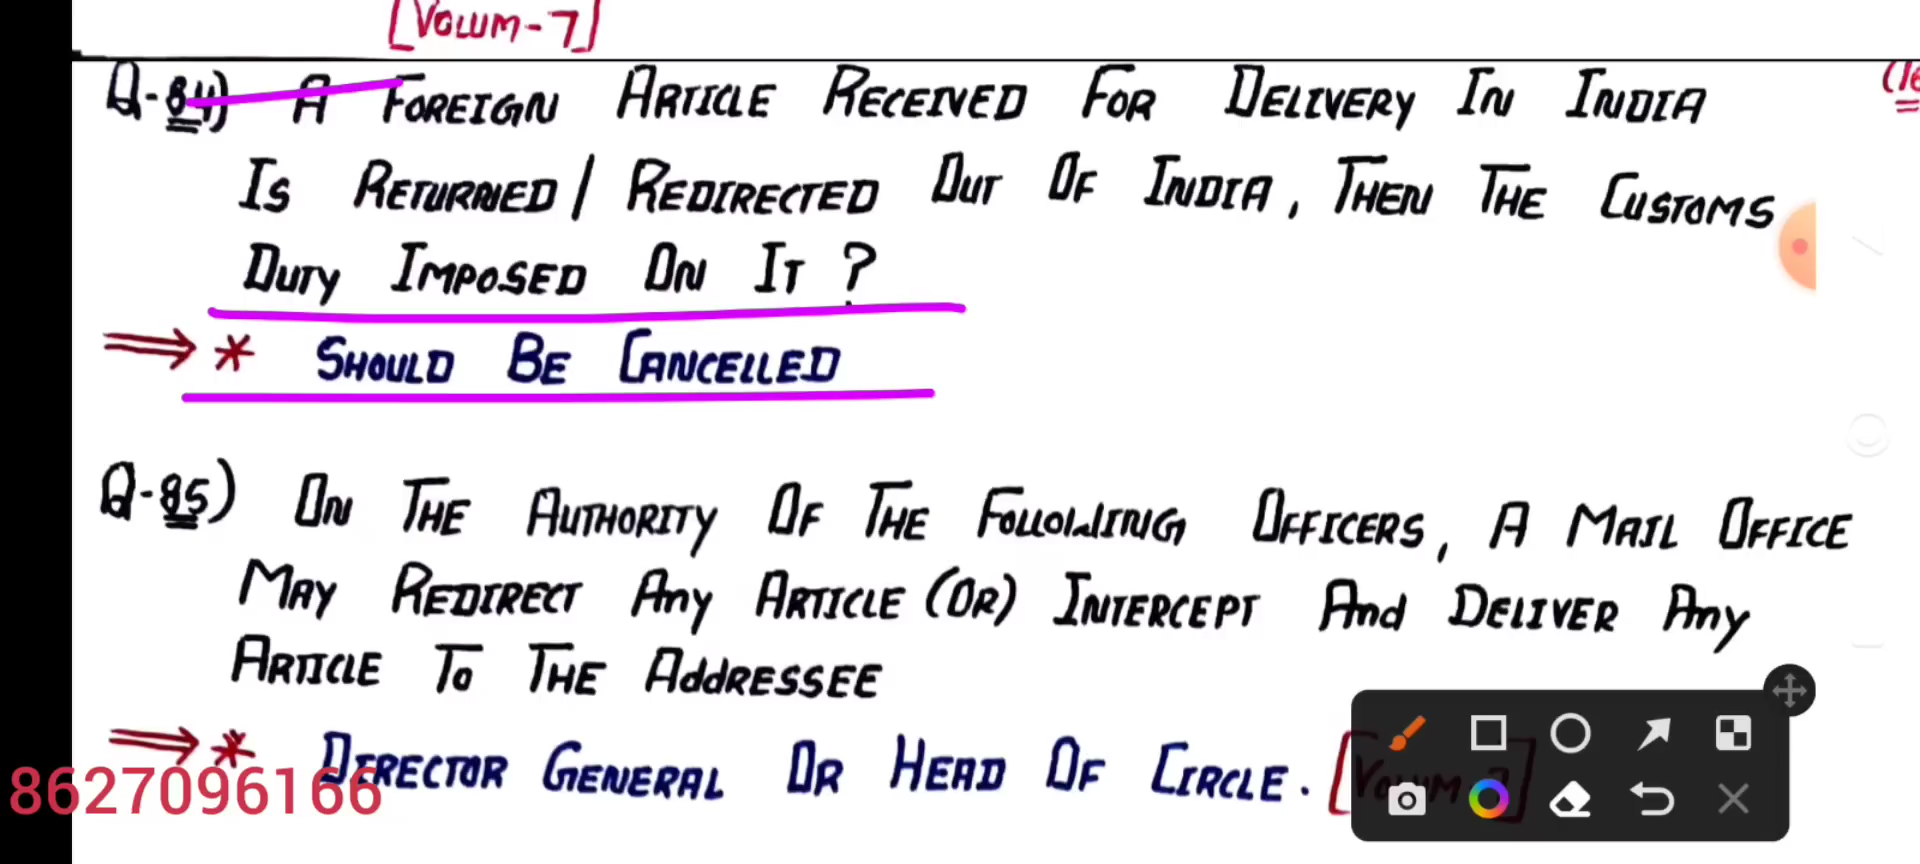 [VOLUM-7]
Q-84) A FOREIGN ARTICLE RECEIVED FOR DELIVERY IN INDIA
IS RETURNED/ REDIRECTED OUT OF INDIA, THEN THE CUSTOMS
DUTY IMPOSED ON IT ?
⇒ * SHOULD BE CANCELLED
Q-85) ON THE AUTHORITY OF THE FOLLOWING OFFICERS, A MAIL OFFICE
MAY REDIRECT ANY ARTICLE (OR) INTERCEPT AND DELIVER ANY
ARTICLE TO THE ADDRESSEE
⇒ * DIRECTOR GENERAL OR HEAD OF CIRCLE.
8627096166